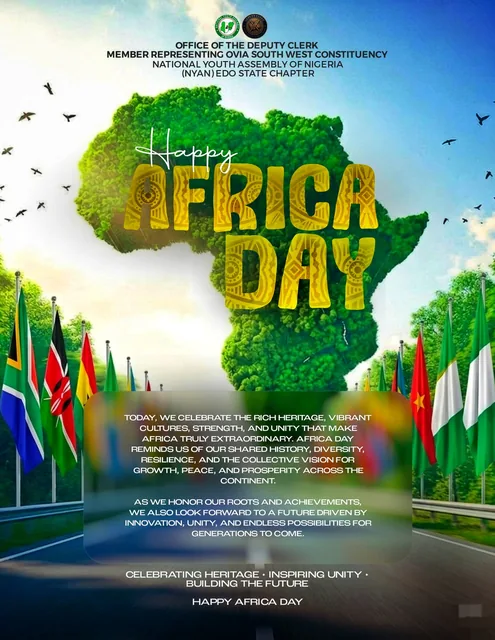 OFFICE OF THE DEPUTY CLERK
MEMBER REPRESENTING OVIA SOUTH WEST CONSTITUENCY
NATIONAL YOUTH ASSEMBLY OF NIGERIA
(NYAN) EDO STATE CHAPTER
Happy
AFRICA
DAY
TODAY, WE CELEBRATE THE RICH HERITAGE, VIBRANT
CULTURES, STRENGTH, AND UNITY THAT MAKE
AFRICA TRULY EXTRAORDINARY. AFRICA DAY
REMINDS US OF OUR SHARED HISTORY, DIVERSITY,
RESILIENCE, AND THE COLLECTIVE VISION FOR
GROWTH, PEACE, AND PROSPERITY ACROSS THE
CONTINENT.
AS WE HONOR OUR ROOTS AND ACHIEVEMENTS,
WE ALSO LOOK FORWARD TO A FUTURE DRIVEN BY
INNOVATION, UNITY, AND ENDLESS POSSIBILITIES FOR
GENERATIONS TO COME.
CELEBRATING HERITAGE • INSPIRING UNITY •
BUILDING THE FUTURE
HAPPY AFRICA DAY